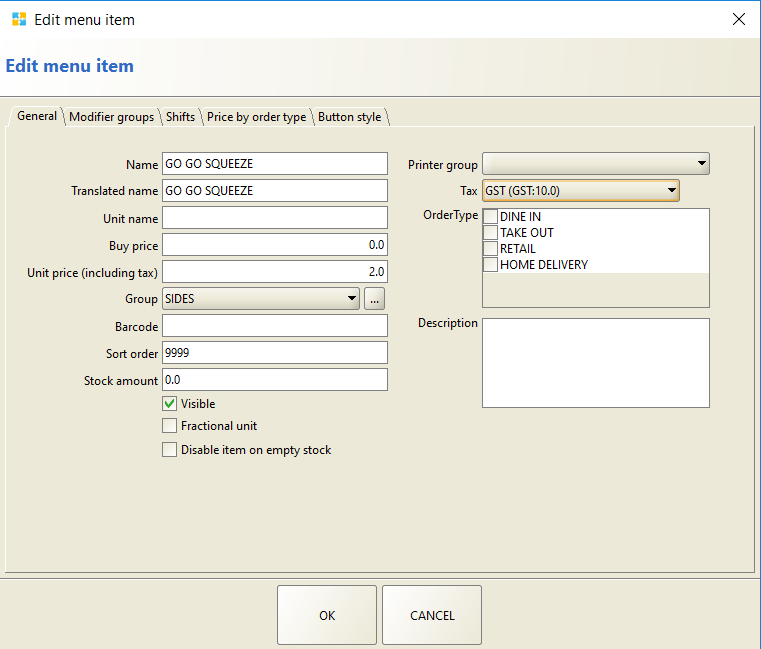 Edit menu item
Edit menu item
General Modifier groups Shifts Price by order type Button style
Name GO GO SQUEEZE
Translated name GO GO SQUEEZE
Unit name
Buy price 0.0
Unit price (including tax) 2.0
Group SIDES ...
Barcode
Sort order 9999
Stock amount 0.0
Visible
Fractional unit
Disable item on empty stock
Printer group
Tax GST (GST:10.0)
OrderType DINE IN
TAKE OUT
RETAIL
HOME DELIVERY
Description
OK CANCEL